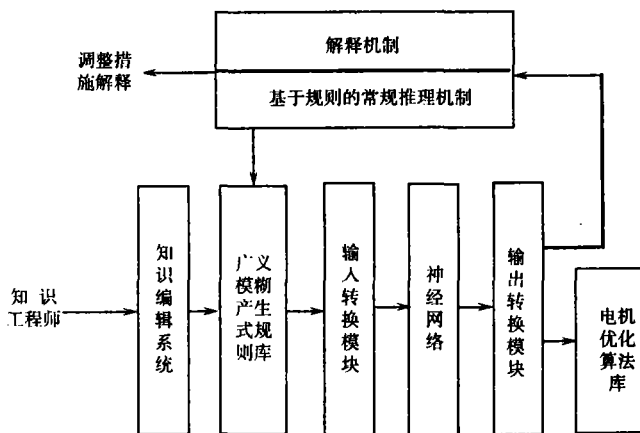 解释机制
调整措
施解释
基于规则的常规推理机制
知识
工程师
知识编辑系统
广义
模糊
产生
式规
则库
输入转换模块
神经网络
输出转换模块
电机
优化
算法
库